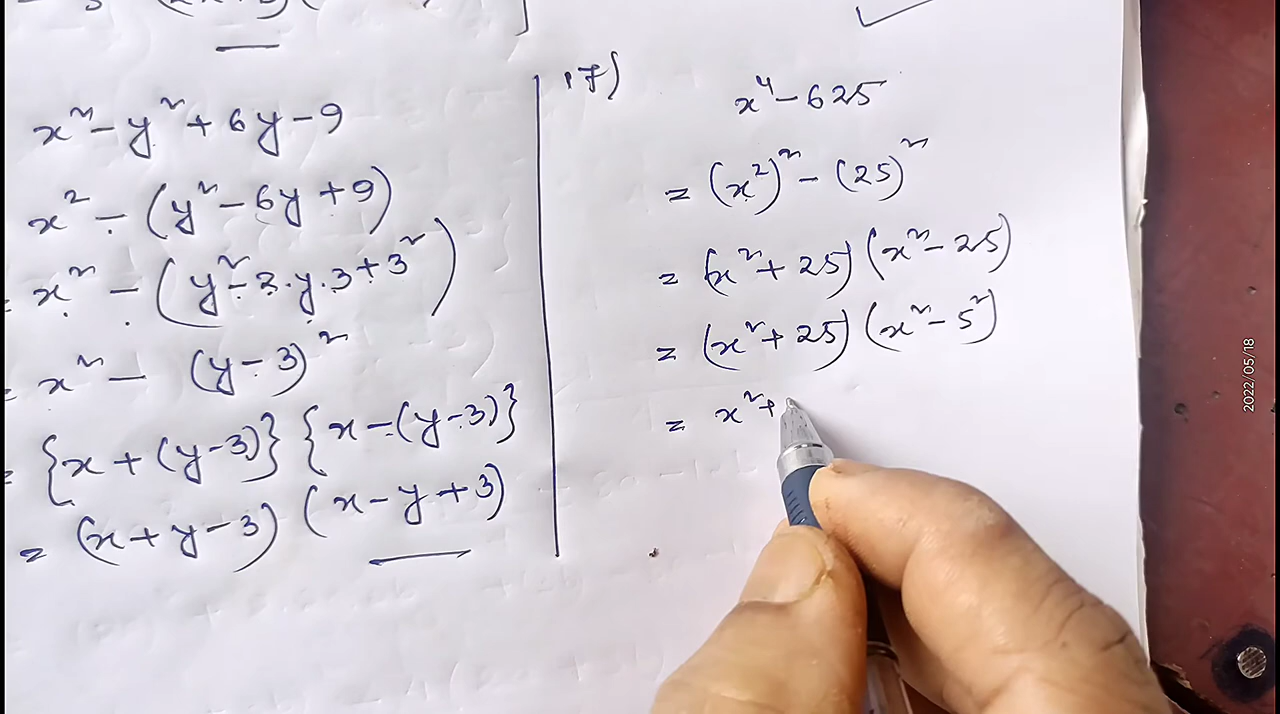 x² - y² + 6y - 9
x² - (y² - 6y + 9)
= x² - (y² - 2.y.3 + 3²)
= x² - (y - 3)²
= {x + (y - 3)} {x - (y - 3)}
= (x + y - 3) (x - y + 3)
17)
x⁴ - 625
= (x²)² - (25)²
= (x² + 25) (x² - 25)
= (x² + 25) (x² - 5²)
= x² +
2022/05/18